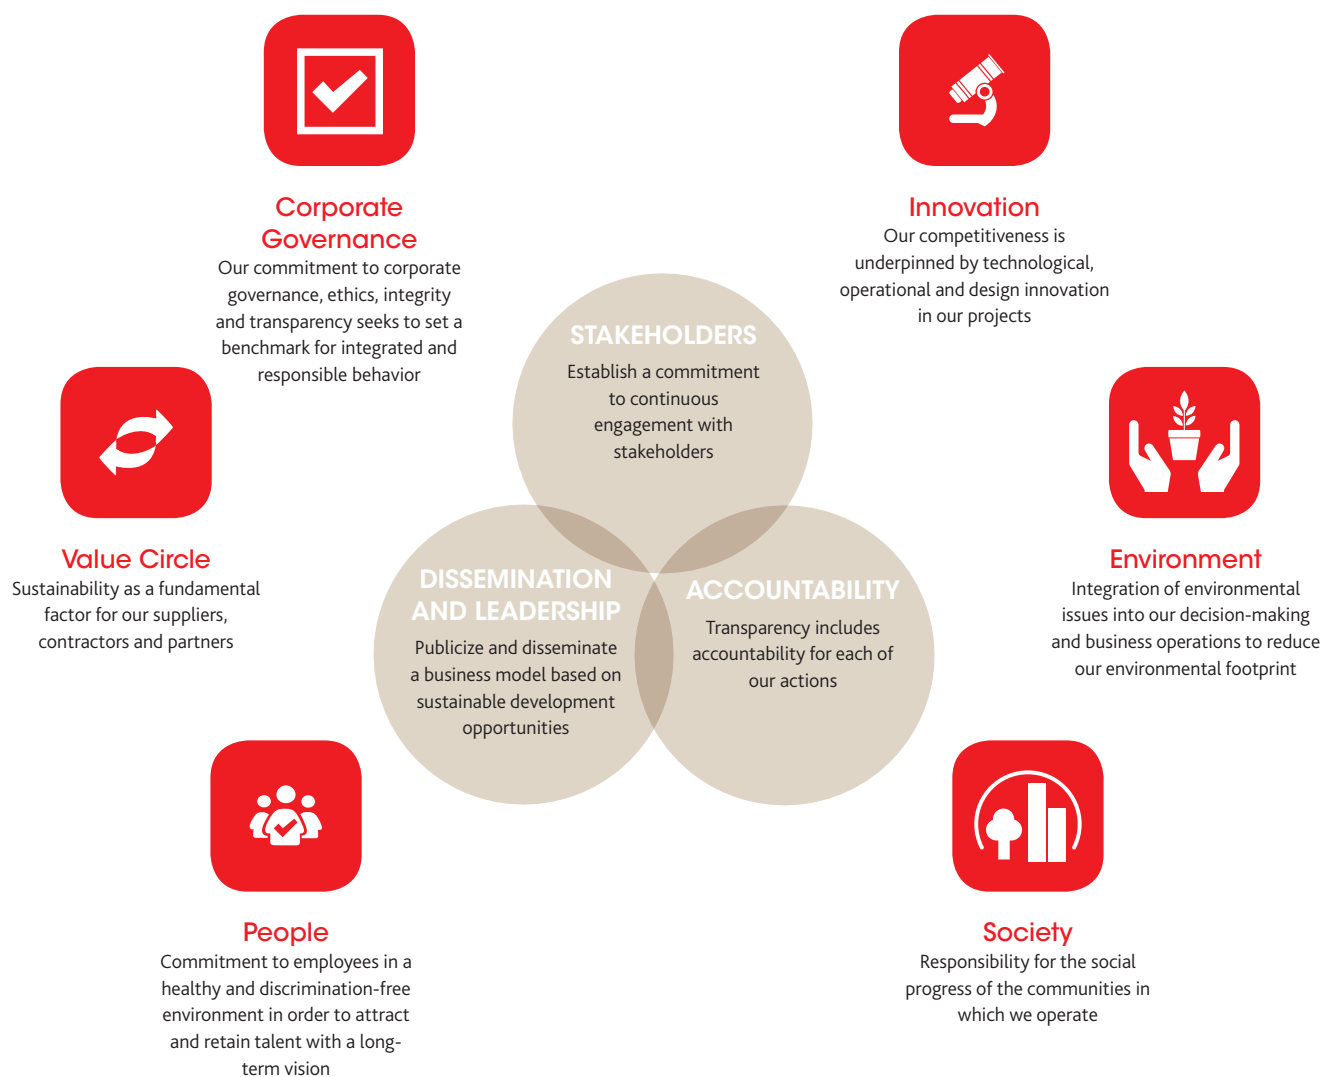 Corporate
Governance
Our commitment to corporate
governance, ethics, integrity
and transparency seeks to set a
benchmark for integrated and
responsible behavior
Innovation
Our competitiveness is
underpinned by technological,
operational and design innovation
in our projects
STAKEHOLDERS
Establish a commitment
to continuous
engagement with
stakeholders
Value Circle
Sustainability as a fundamental
factor for our suppliers,
contractors and partners
DISSEMINATION
AND LEADERSHIP
Publicize and disseminate
a business model based on
sustainable development
opportunities
ACCOUNTABILITY
Transparency includes
accountability for each of
our actions
Environment
Integration of environmental
issues into our decision-making
and business operations to reduce
our environmental footprint
People
Commitment to employees in a
healthy and discrimination-free
environment in order to attract
and retain talent with a long-
term vision
Society
Responsibility for the social
progress of the communities in
which we operate